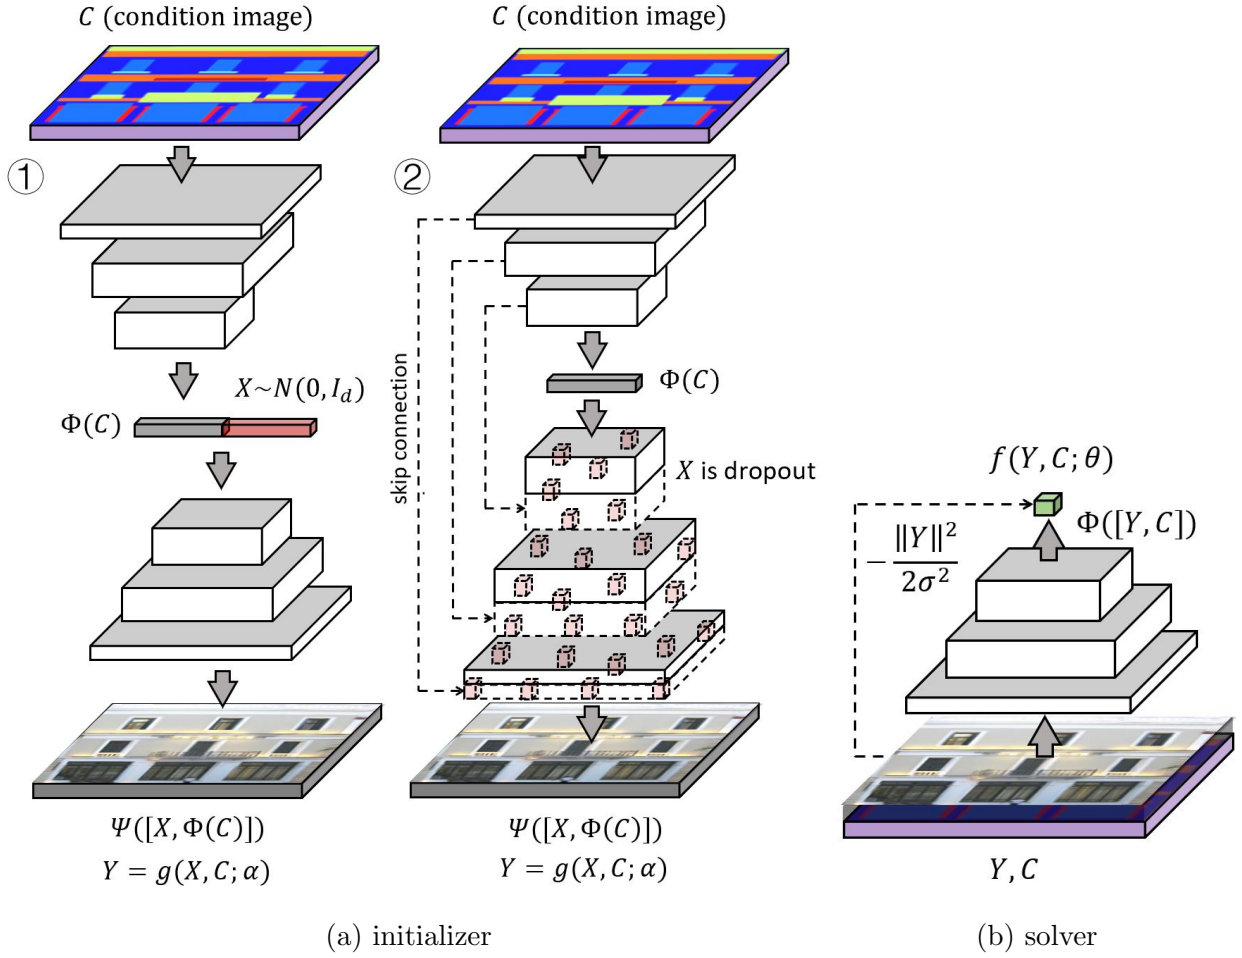 C (condition image)
C (condition image)
①
②
X~N(0, I_d)
Φ(C)
skip connection
Φ(C)
X is dropout
f(Y, C; θ)
Φ([Y, C])
− ‖Y‖² / 2σ²
Ψ([X, Φ(C)])
Y = g(X, C; α)
Ψ([X, Φ(C)])
Y = g(X, C; α)
Y, C
(a) initializer
(b) solver